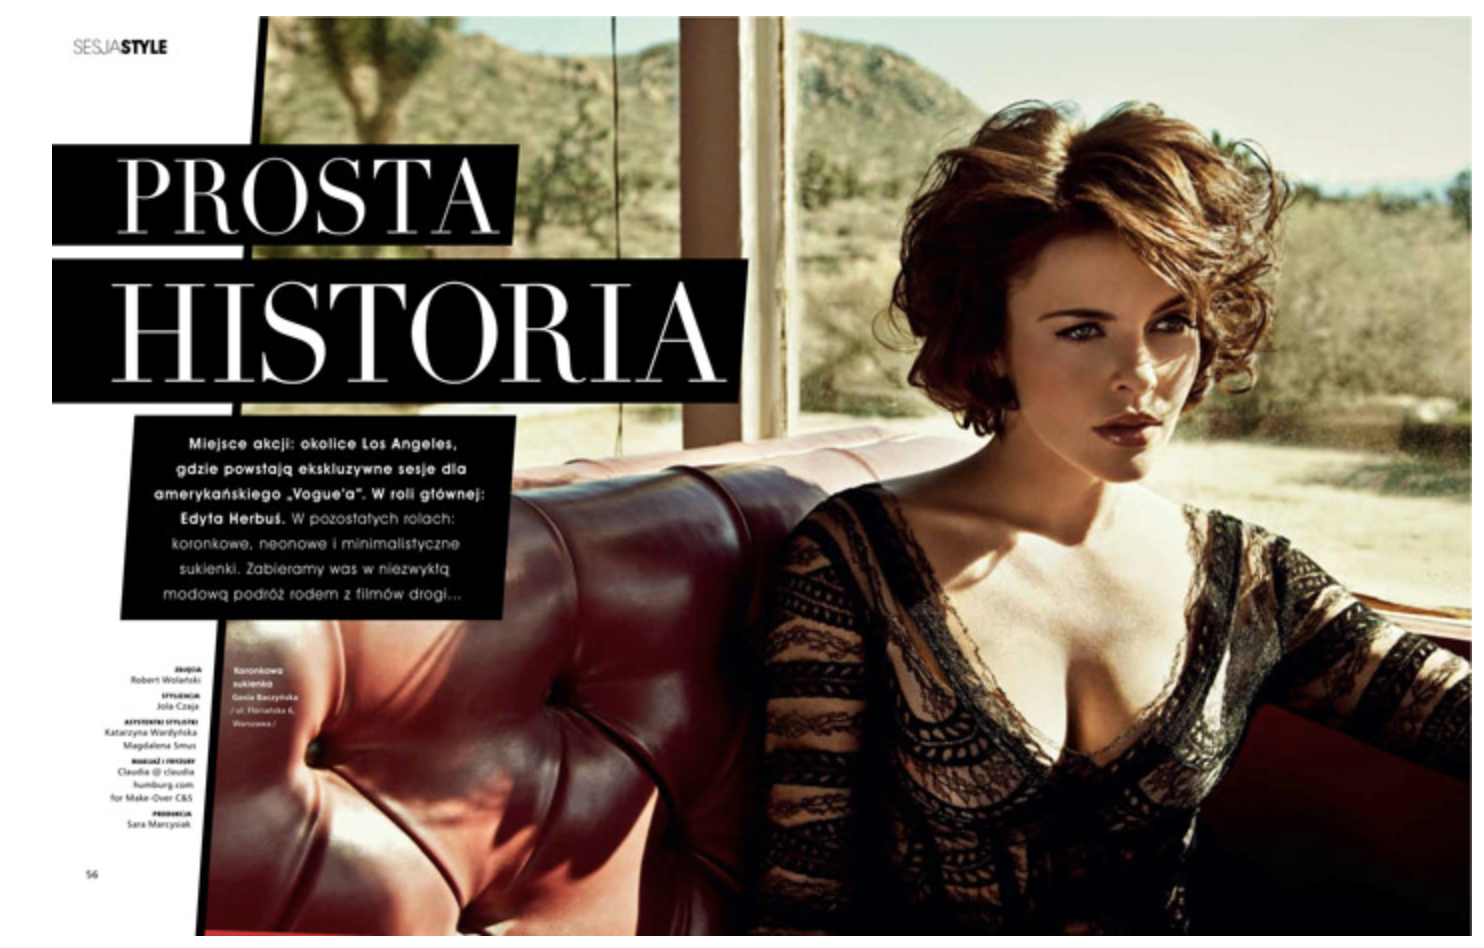 SESJASTYLE
PROSTA
HISTORIA
Miejsce akcji: okolice Los Angeles,
gdzie powstają ekskluzywne sesje dla
amerykańskiego „Vogue'a”. W roli głównej:
Edyta Herbuś. W pozostałych rolach:
koronkowe, neonowe i minimalistyczne
sukienki. Zabieramy was w niezwykłą
modową podróż rodem z filmów drogi...
ZDJĘCIA
Robert Wolański
STYLIZACJA
Jola Czaja
ASYSTENTKI STYLISTKI
Katarzyna Wardyńska
Magdalena Smus
MAKIJAŻ I FRYZURY
Claudia @ claudia
humburg.com
for Make-Over C&S
PRODUKCJA
Sara Marcysiak
Koronkowa
sukienka
Gosia Baczyńska
/ ul. Floriańska 6,
Warszawa /
56